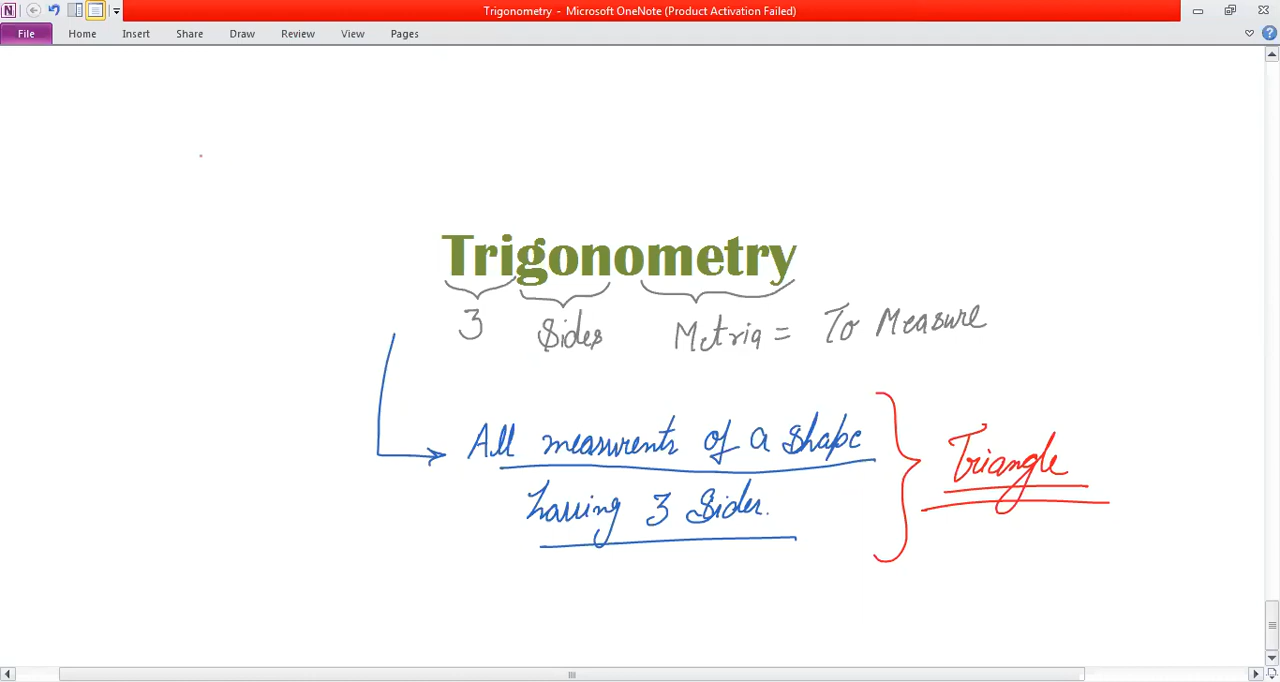 Trigonometry - Microsoft OneNote (Product Activation Failed)
File Home Insert Share Draw Review View Pages
Trigonometry
3 Sides Metria = To Measure
All measurents of a shape
having 3 Sides.
Triangle